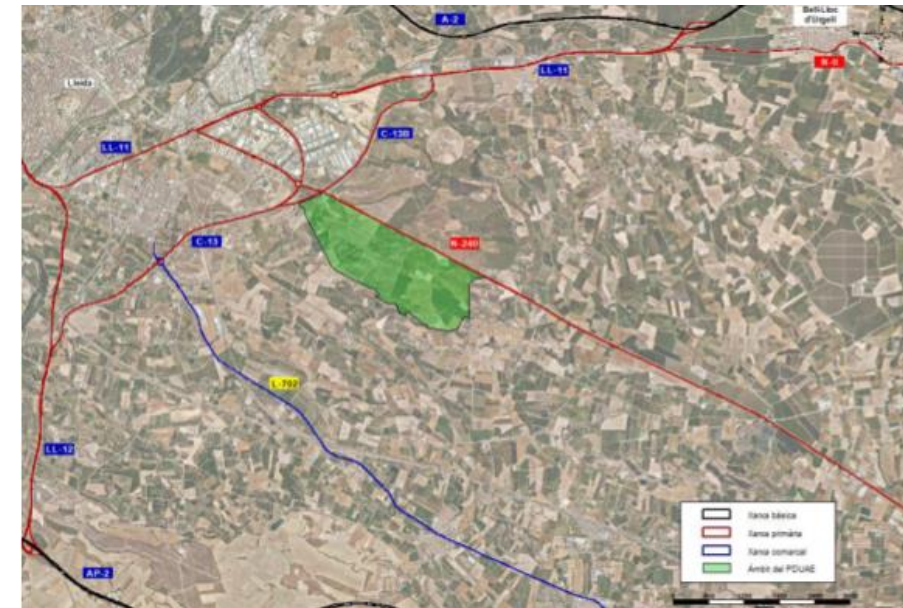 A-2
Bell-lloc
d'Urgell
N-II
LL-11
Lleida
C-13B
LL-11
N-240
C-13
L-702
LL-12
AP-2
Xarxa bàsica
Xarxa primària
Xarxa comarcal
Àmbit del PDUAE